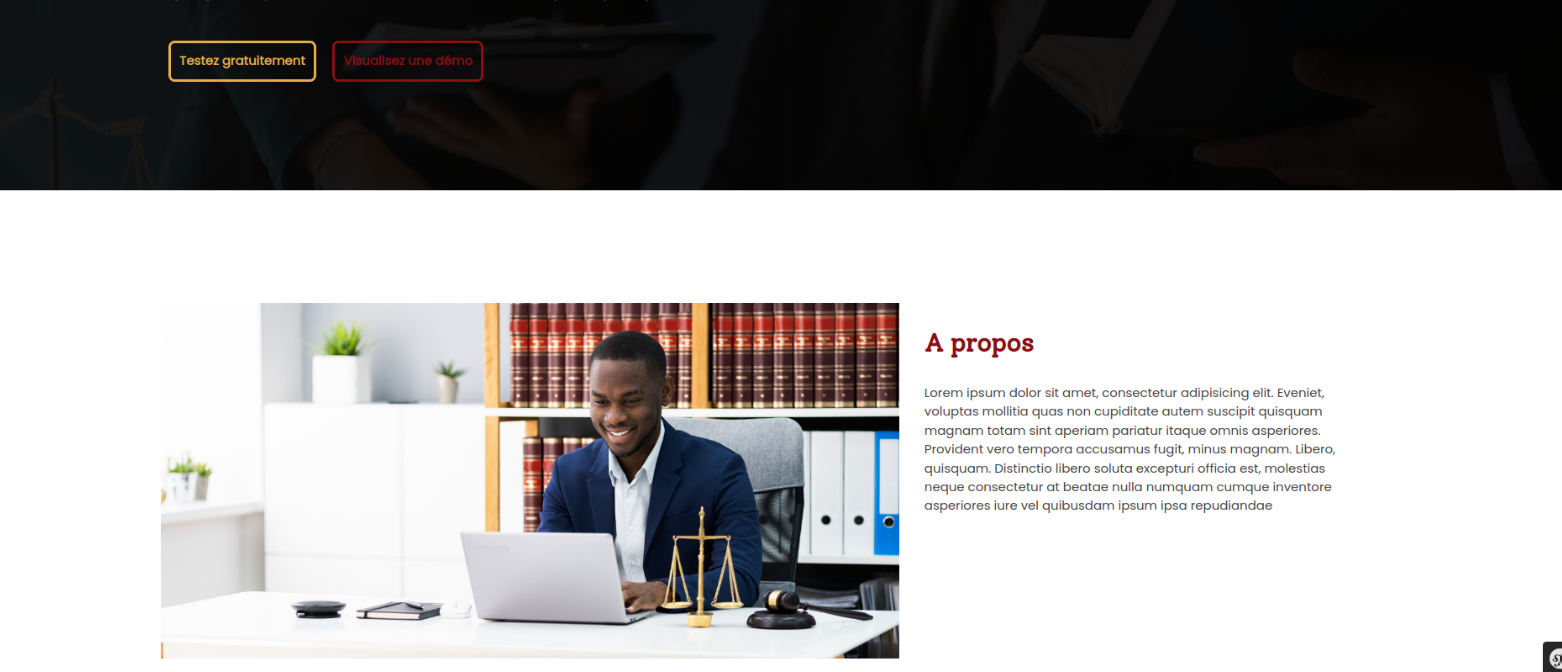 Testez gratuitement
Visualisez une démo
A propos
Lorem ipsum dolor sit amet, consectetur adipisicing elit. Eveniet,
voluptas mollitia quas non cupiditate autem suscipit quisquam
magnam totam sint aperiam pariatur itaque omnis asperiores.
Provident vero tempora accusamus fugit, minus magnam. Libero,
quisquam. Distinctio libero soluta excepturi officia est, molestias
neque consectetur at beatae nulla numquam cumque inventore
asperiores iure vel quibusdam ipsum ipsa repudiandae